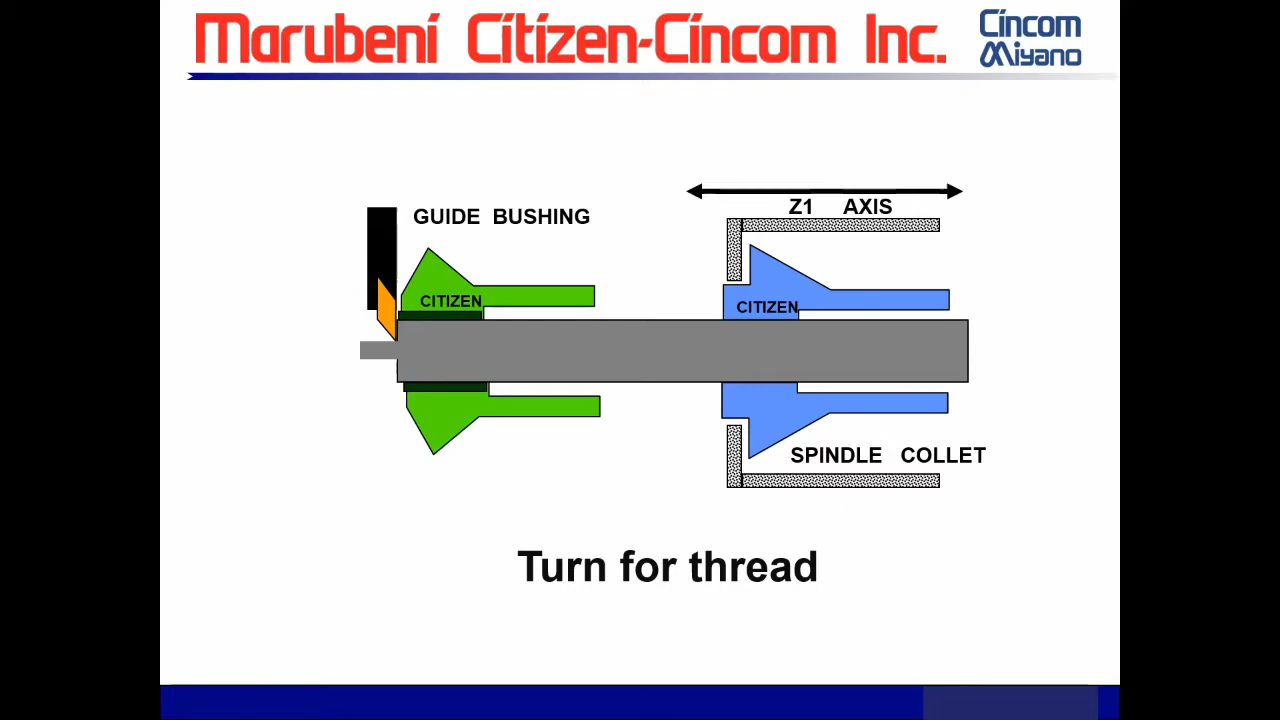 Marubeni Citizen-Cincom Inc.
Cincom
Miyano
Z1 AXIS
GUIDE BUSHING
CITIZEN
CITIZEN
SPINDLE COLLET
Turn for thread